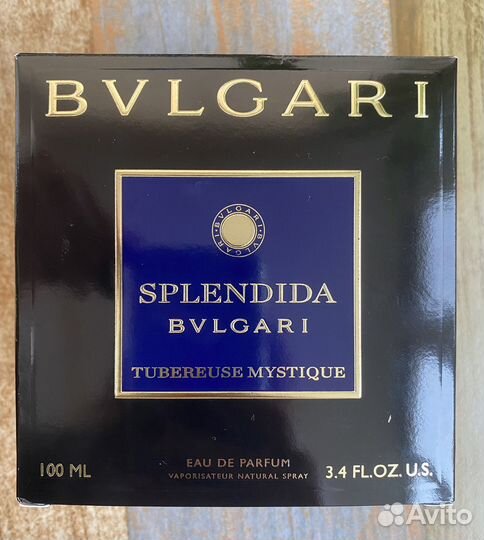 BVLGARI
BVLGARI • BVLGARI •
SPLENDIDA
BVLGARI
TUBEREUSE MYSTIQUE
EAU DE PARFUM
VAPORISATEUR NATURAL SPRAY
100 ML
3.4 FL.OZ. U.S.
Avito